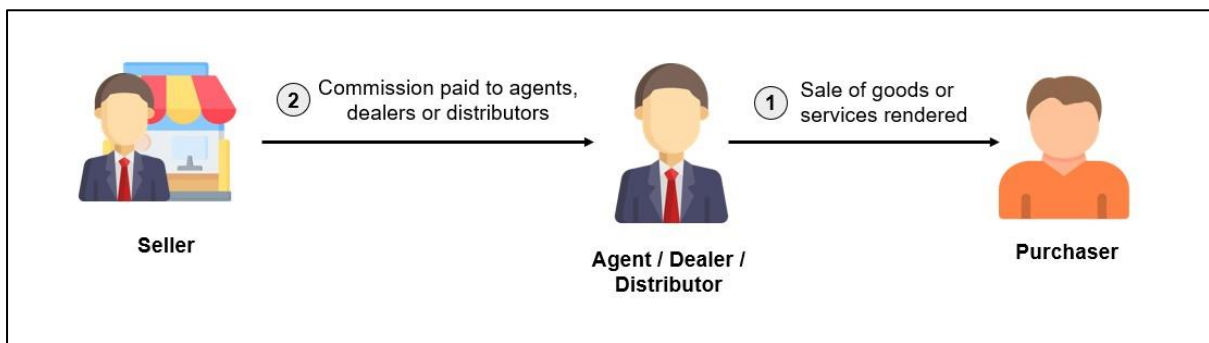 2
Commission paid to agents,
dealers or distributors
1
Sale of goods or
services rendered
Seller
Agent / Dealer /
Distributor
Purchaser